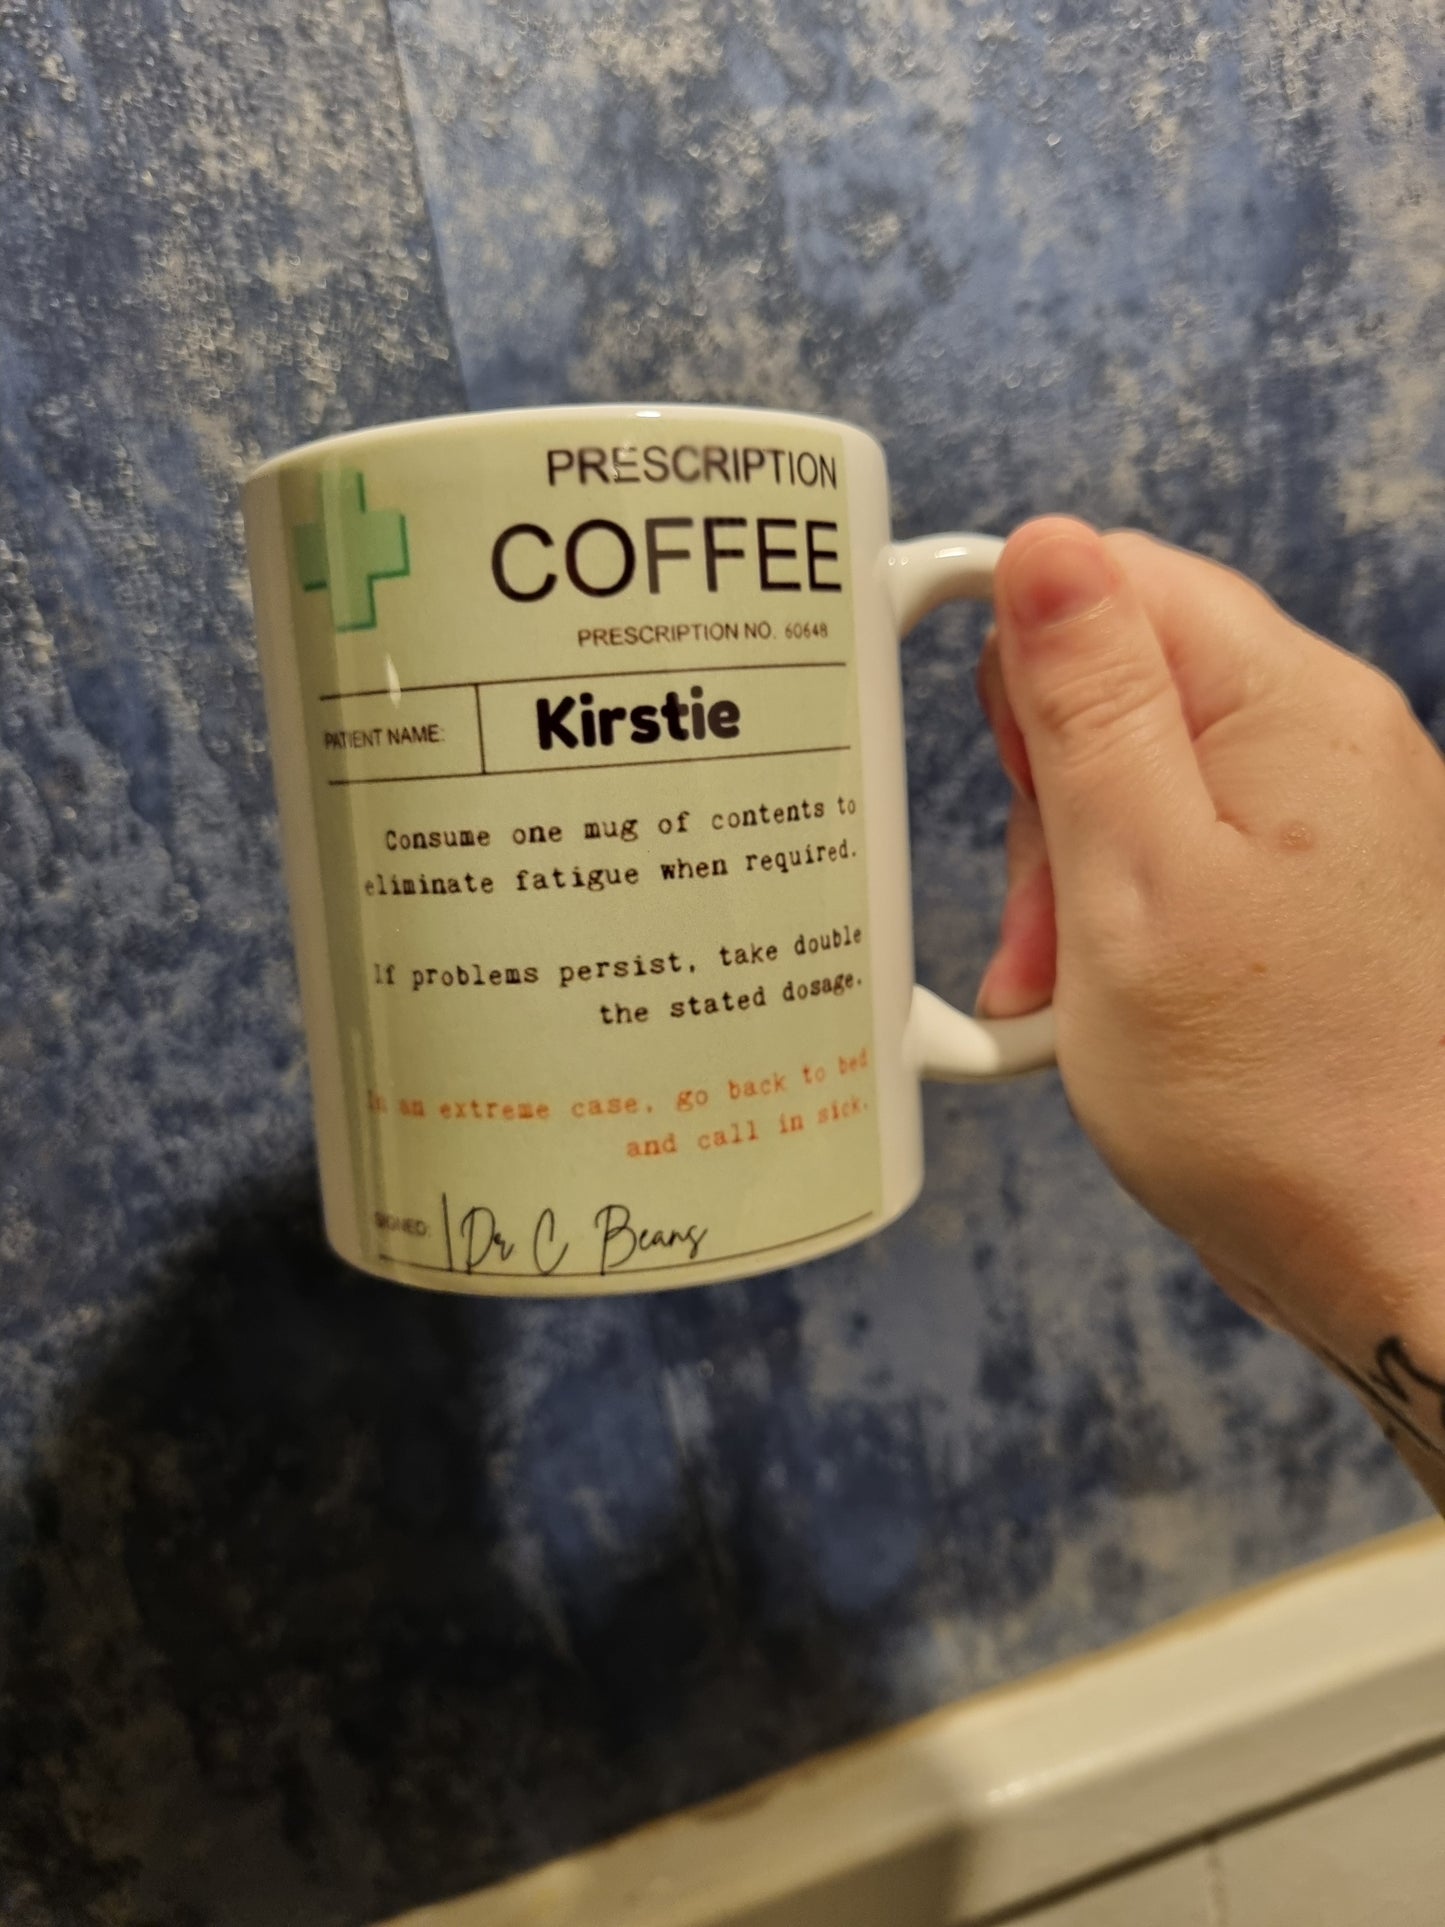 PRESCRIPTION
COFFEE
PRESCRIPTION NO. 60648
PATIENT NAME: Kirstie
Consume one mug of contents to
eliminate fatigue when required.
If problems persist, take double
the stated dosage.
In an extreme case, go back to bed
and call in sick.
SIGNED: Dr C Beans